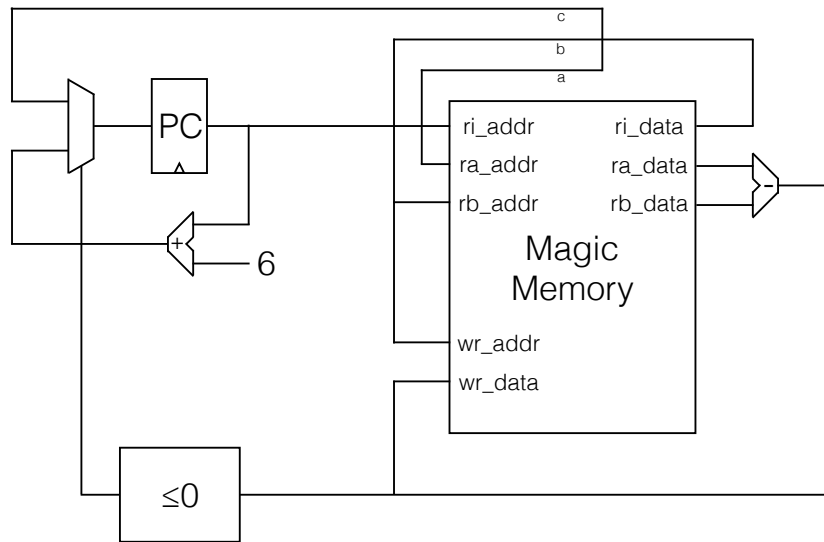 c
b
a
PC
ri_addr
ri_data
ra_addr
ra_data
rb_addr
rb_data
-
+
6
Magic
Memory
wr_addr
wr_data
≤0